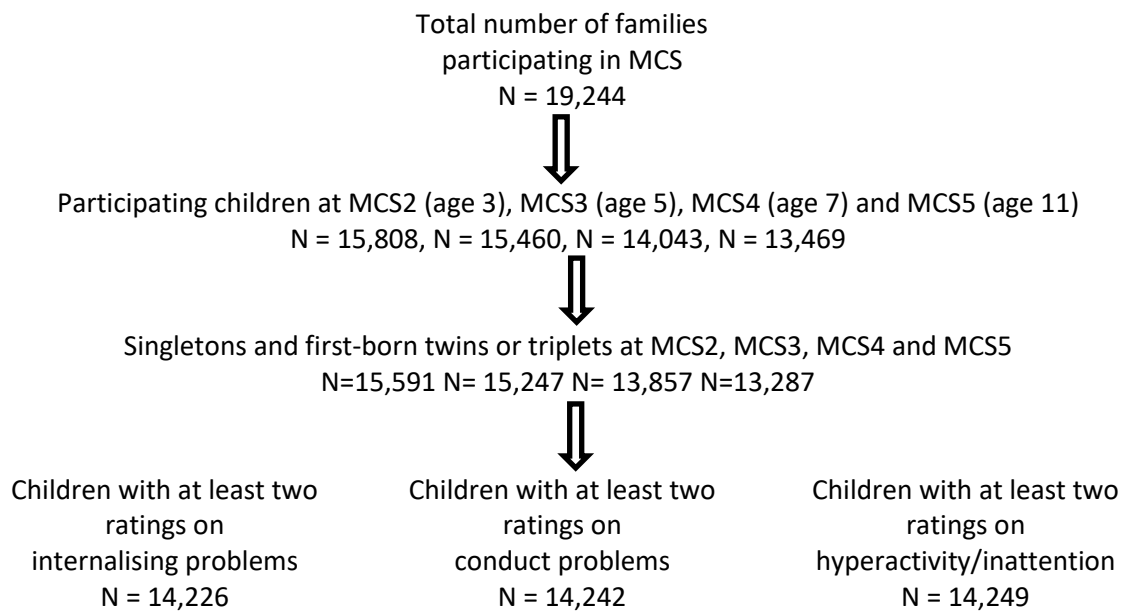 Total number of families
participating in MCS
N = 19,244
Participating children at MCS2 (age 3), MCS3 (age 5), MCS4 (age 7) and MCS5 (age 11)
N = 15,808, N = 15,460, N = 14,043, N = 13,469
Singletons and first-born twins or triplets at MCS2, MCS3, MCS4 and MCS5
N=15,591 N= 15,247 N= 13,857 N=13,287
Children with at least two
ratings on
internalising problems
N = 14,226
Children with at least two
ratings on
conduct problems
N = 14,242
Children with at least two
ratings on
hyperactivity/inattention
N = 14,249